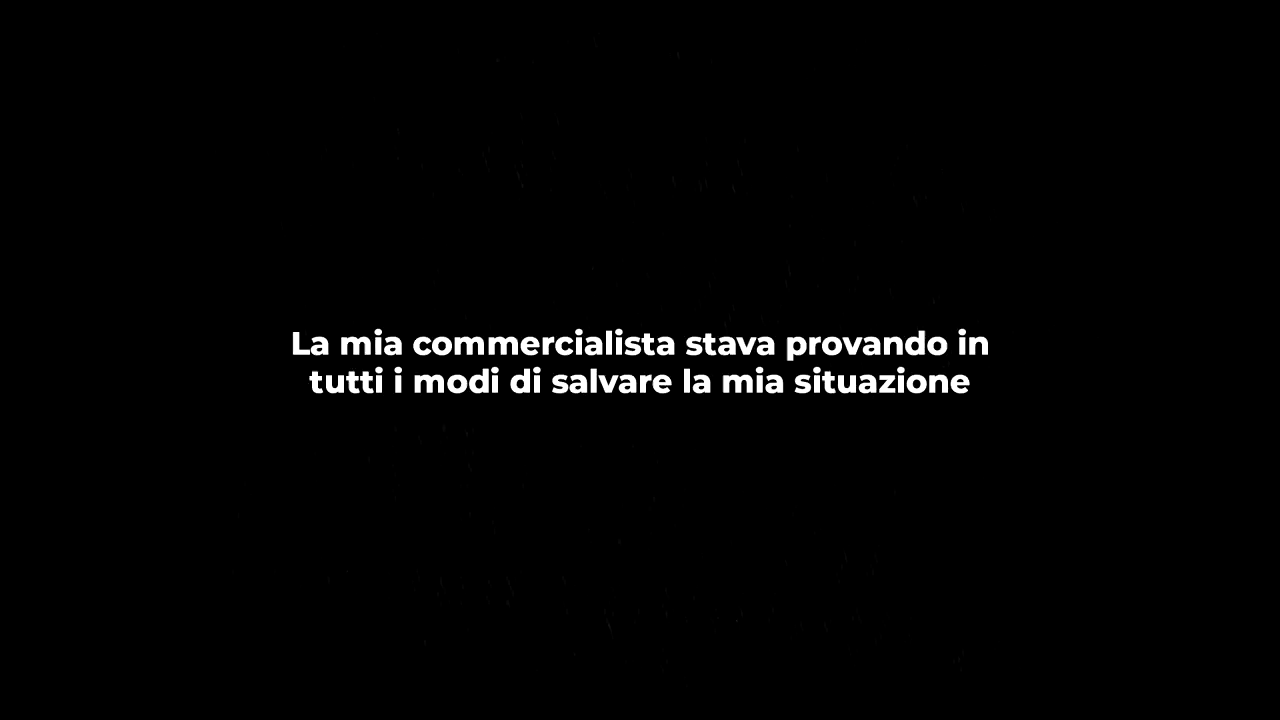 La mia commercialista stava provando in
tutti i modi di salvare la mia situazione